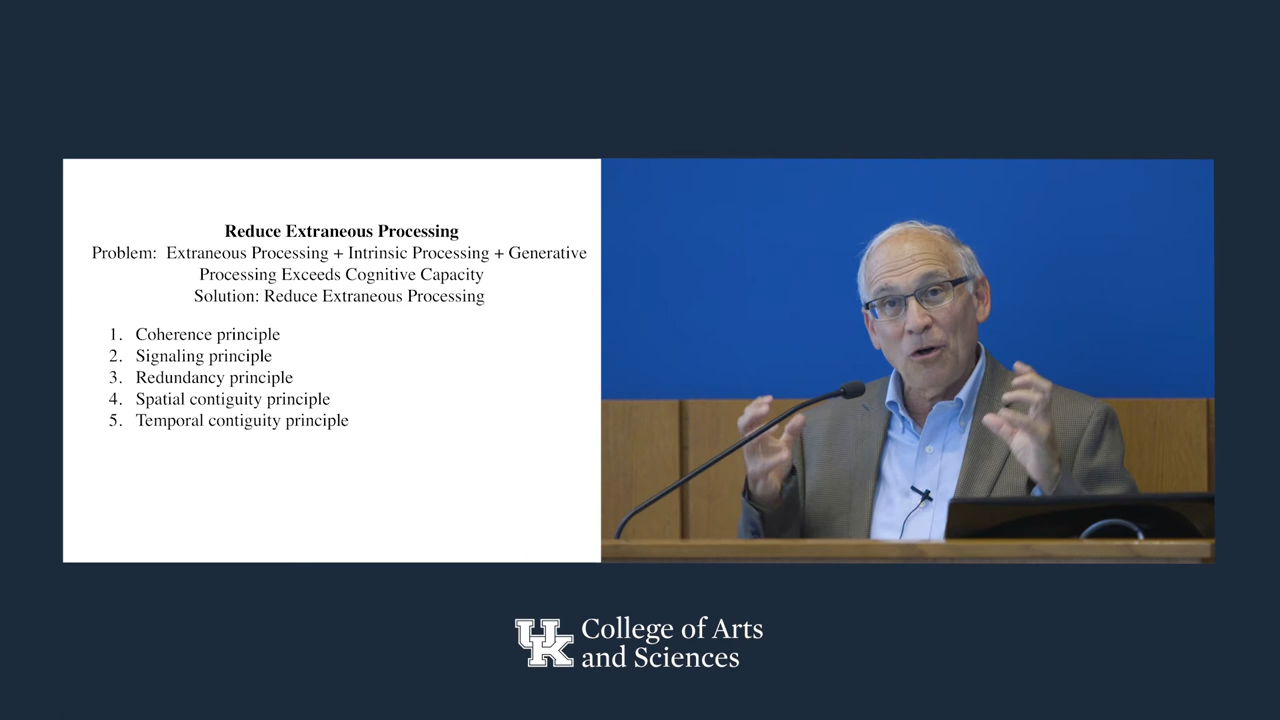 Reduce Extraneous Processing
Problem: Extraneous Processing + Intrinsic Processing + Generative
Processing Exceeds Cognitive Capacity
Solution: Reduce Extraneous Processing
1. Coherence principle
2. Signaling principle
3. Redundancy principle
4. Spatial contiguity principle
5. Temporal contiguity principle
UK College of Arts
and Sciences